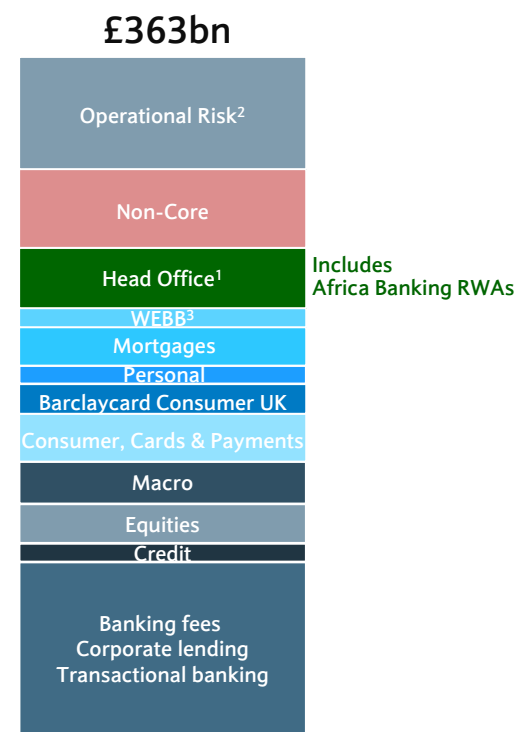 £363bn
Operational Risk²
Non-Core
Head Office¹
Includes
Africa Banking RWAs
WEBB³
Mortgages
Personal
Barclaycard Consumer UK
Consumer, Cards & Payments
Macro
Equities
Credit
Banking fees
Corporate lending
Transactional banking